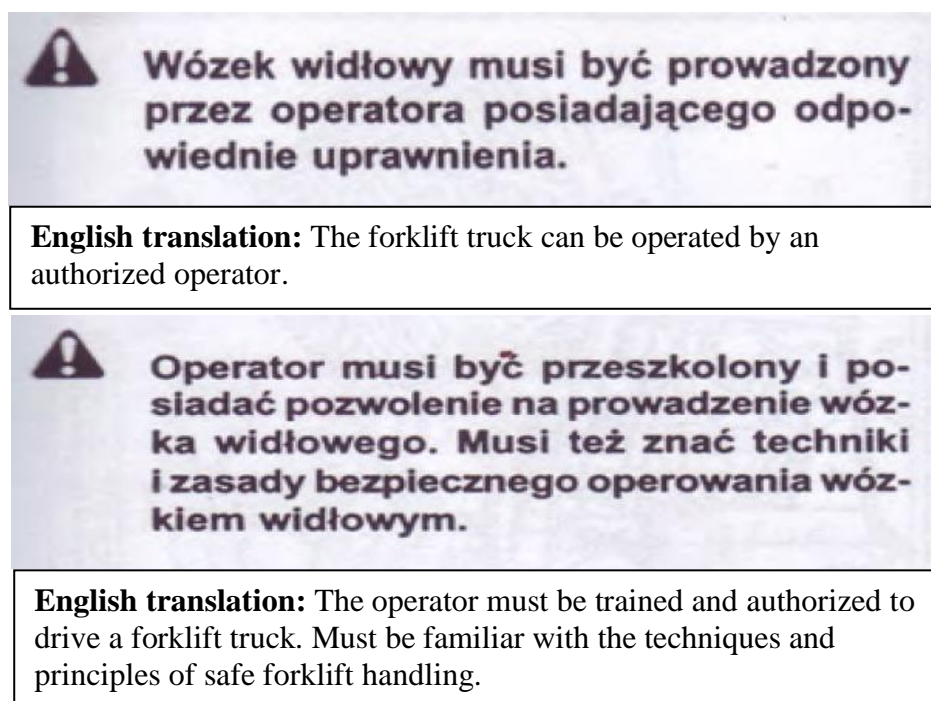 Wózek widłowy musi być prowadzony
przez operatora posiadającego odpo-
wiednie uprawnienia.
English translation: The forklift truck can be operated by an
authorized operator.
Operator musi być przeszkolony i po-
siadać pozwolenie na prowadzenie wóz-
ka widłowego. Musi też znać techniki
i zasady bezpiecznego operowania wóz-
kiem widłowym.
English translation: The operator must be trained and authorized to
drive a forklift truck. Must be familiar with the techniques and
principles of safe forklift handling.